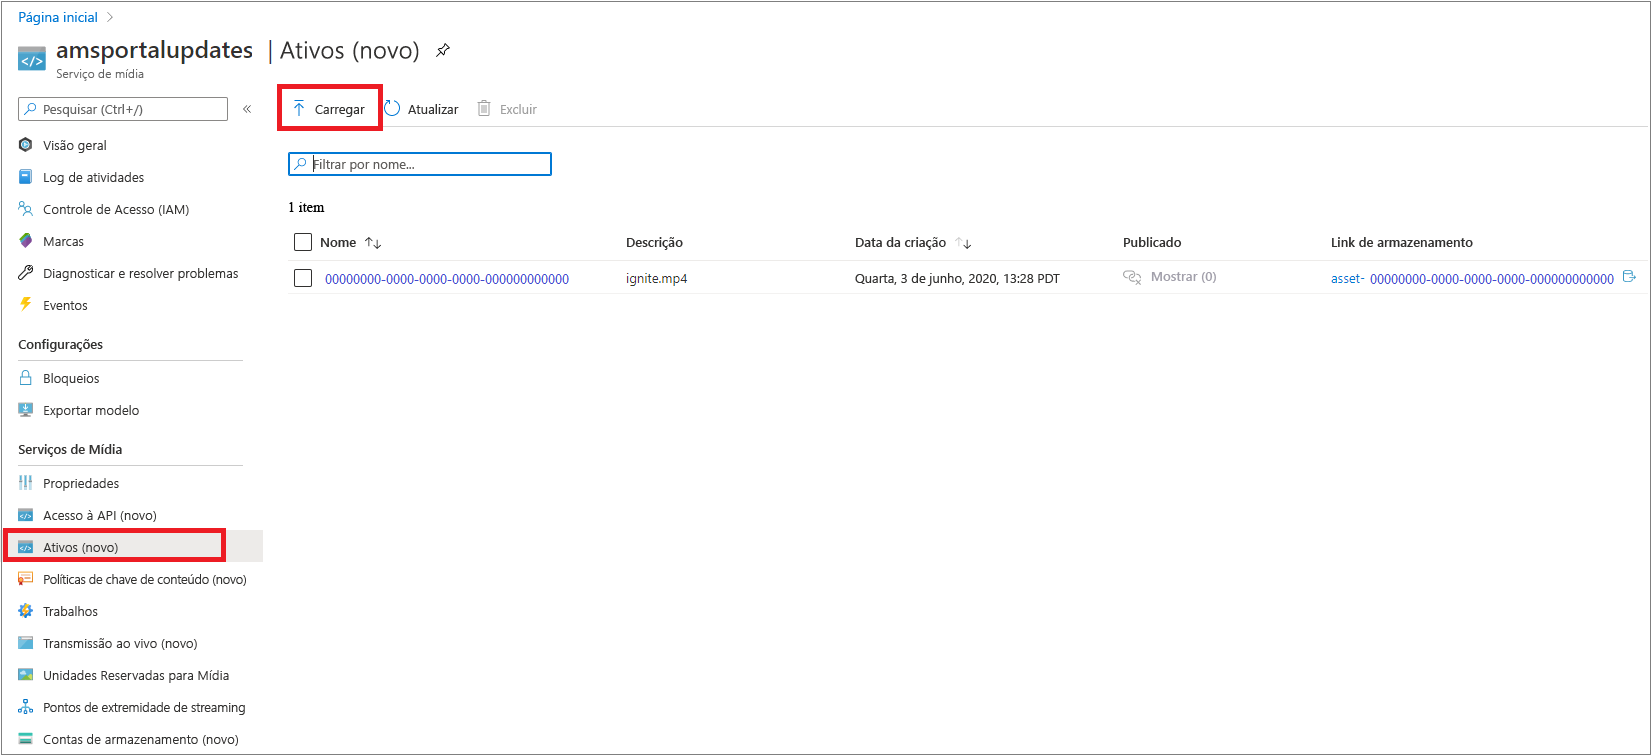 Página inicial
amsportalupdates | Ativos (novo)
Serviço de mídia
Pesquisar (Ctrl+/)
«
Carregar
Atualizar
Excluir
Visão geral
Log de atividades
Controle de Acesso (IAM)
Marcas
Diagnosticar e resolver problemas
Eventos
Configurações
Bloqueios
Exportar modelo
Serviços de Mídia
Propriedades
Acesso à API (novo)
Ativos (novo)
Políticas de chave de conteúdo (novo)
Trabalhos
Transmissão ao vivo (novo)
Unidades Reservadas para Mídia
Pontos de extremidade de streaming
Contas de armazenamento (novo)
Filtrar por nome...
1 item
Nome Descrição Data da criação Publicado Link de armazenamento
00000000-0000-0000-0000-000000000000 ignite.mp4 Quarta, 3 de junho, 2020, 13:28 PDT Mostrar (0) asset- 00000000-0000-0000-0000-000000000000